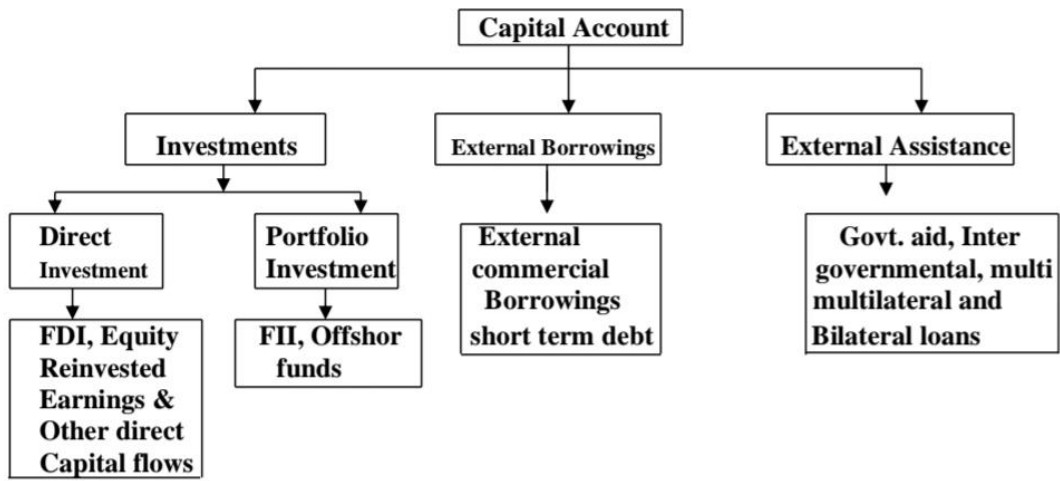 Capital Account
Investments
External Borrowings
External Assistance
Direct
Investment
Portfolio
Investment
External
commercial
Borrowings
short term debt
Govt. aid, Inter
governmental, multi
multilateral and
Bilateral loans
FDI, Equity
Reinvested
Earnings &
Other direct
Capital flows
FII, Offshor
funds